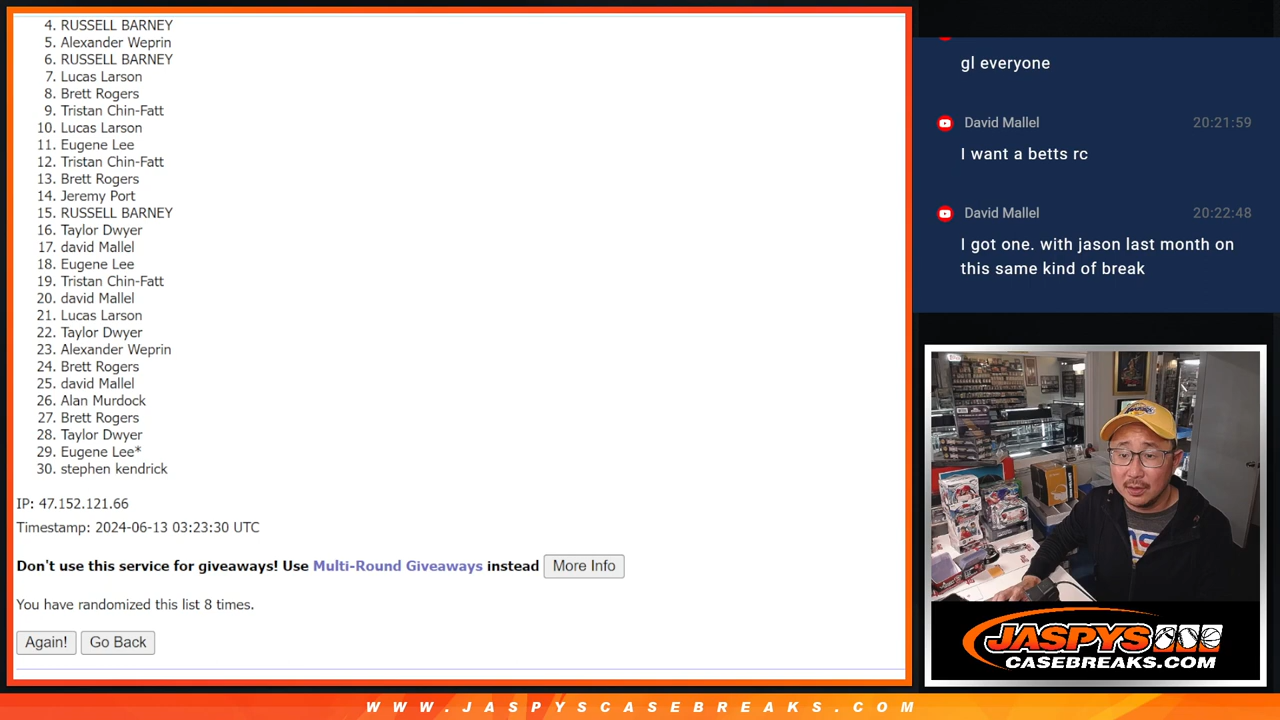 4. RUSSELL BARNEY
5. Alexander Weprin
6. RUSSELL BARNEY
7. Lucas Larson
8. Brett Rogers
9. Tristan Chin-Fatt
10. Lucas Larson
11. Eugene Lee
12. Tristan Chin-Fatt
13. Brett Rogers
14. Jeremy Port
15. RUSSELL BARNEY
16. Taylor Dwyer
17. david Mallel
18. Eugene Lee
19. Tristan Chin-Fatt
20. david Mallel
21. Lucas Larson
22. Taylor Dwyer
23. Alexander Weprin
24. Brett Rogers
25. david Mallel
26. Alan Murdock
27. Brett Rogers
28. Taylor Dwyer
29. Eugene Lee*
30. stephen kendrick
IP: 47.152.121.66
Timestamp: 2024-06-13 03:23:30 UTC
Don't use this service for giveaways! Use Multi-Round Giveaways instead More Info
You have randomized this list 8 times.
Again! Go Back
gl everyone
David Mallel 20:21:59
I want a betts rc
David Mallel 20:22:48
I got one. with jason last month on
this same kind of break
JASPYS
CASEBREAKS.COM
WWW.JASPYSCASEBREAKS.COM